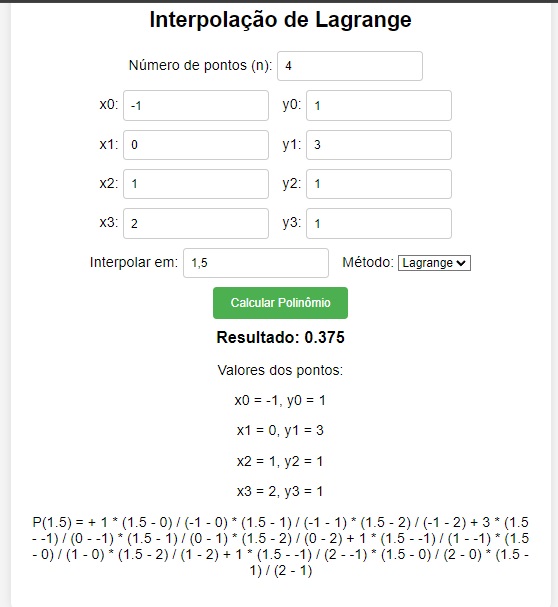 Interpolação de Lagrange
Número de pontos (n): 4
x0: -1 y0: 1
x1: 0 y1: 3
x2: 1 y2: 1
x3: 2 y3: 1
Interpolar em: 1,5 Método: Lagrange
Calcular Polinômio
Resultado: 0.375
Valores dos pontos:
x0 = -1, y0 = 1
x1 = 0, y1 = 3
x2 = 1, y2 = 1
x3 = 2, y3 = 1
P(1.5) = + 1 * (1.5 - 0) / (-1 - 0) * (1.5 - 1) / (-1 - 1) * (1.5 - 2) / (-1 - 2) + 3 * (1.5
- -1) / (0 - -1) * (1.5 - 1) / (0 - 1) * (1.5 - 2) / (0 - 2) + 1 * (1.5 - -1) / (1 - -1) * (1.5
- 0) / (1 - 0) * (1.5 - 2) / (1 - 2) + 1 * (1.5 - -1) / (2 - -1) * (1.5 - 0) / (2 - 0) * (1.5 -
1) / (2 - 1)